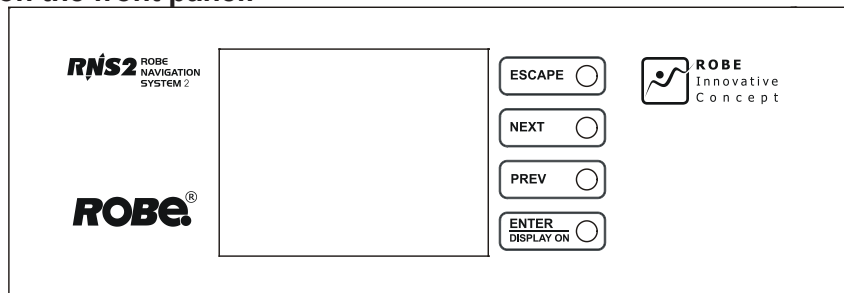 on the front panel.
RNS2 ROBE
NAVIGATION
SYSTEM 2
ESCAPE
ROBE
Innovative
Concept
NEXT
PREV
ROBE®
ENTER
DISPLAY ON